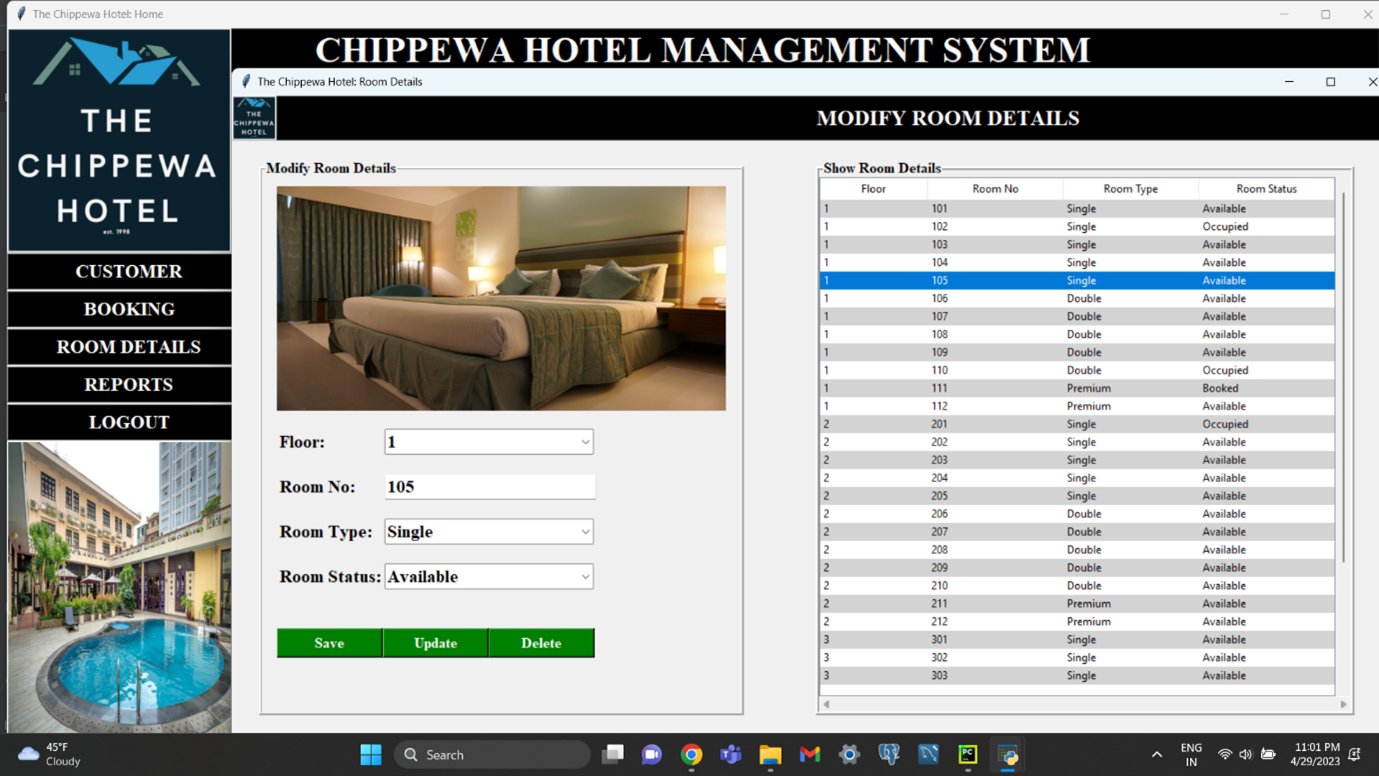 The Chippewa Hotel: Home
THE
CHIPPEWA
HOTEL
est. 1998
CHIPPEWA HOTEL MANAGEMENT SYSTEM
The Chippewa Hotel: Room Details
THE
CHIPPEWA
HOTEL
MODIFY ROOM DETAILS
CUSTOMER
BOOKING
ROOM DETAILS
REPORTS
LOGOUT
Modify Room Details
Floor: 1
Room No: 105
Room Type: Single
Room Status: Available
Save Update Delete
Show Room Details
Floor Room No Room Type Room Status
1 101 Single Available
1 102 Single Occupied
1 103 Single Available
1 104 Single Available
1 105 Single Available
1 106 Double Available
1 107 Double Available
1 108 Double Available
1 109 Double Available
1 110 Double Occupied
1 111 Premium Booked
1 112 Premium Available
2 201 Single Occupied
2 202 Single Available
2 203 Single Available
2 204 Single Available
2 205 Single Available
2 206 Double Available
2 207 Double Available
2 208 Double Available
2 209 Double Available
2 210 Double Available
2 211 Premium Available
2 212 Premium Available
3 301 Single Available
3 302 Single Available
3 303 Single Available
45°F
Cloudy
Search
PC
ENG
IN
11:01 PM
4/29/2023